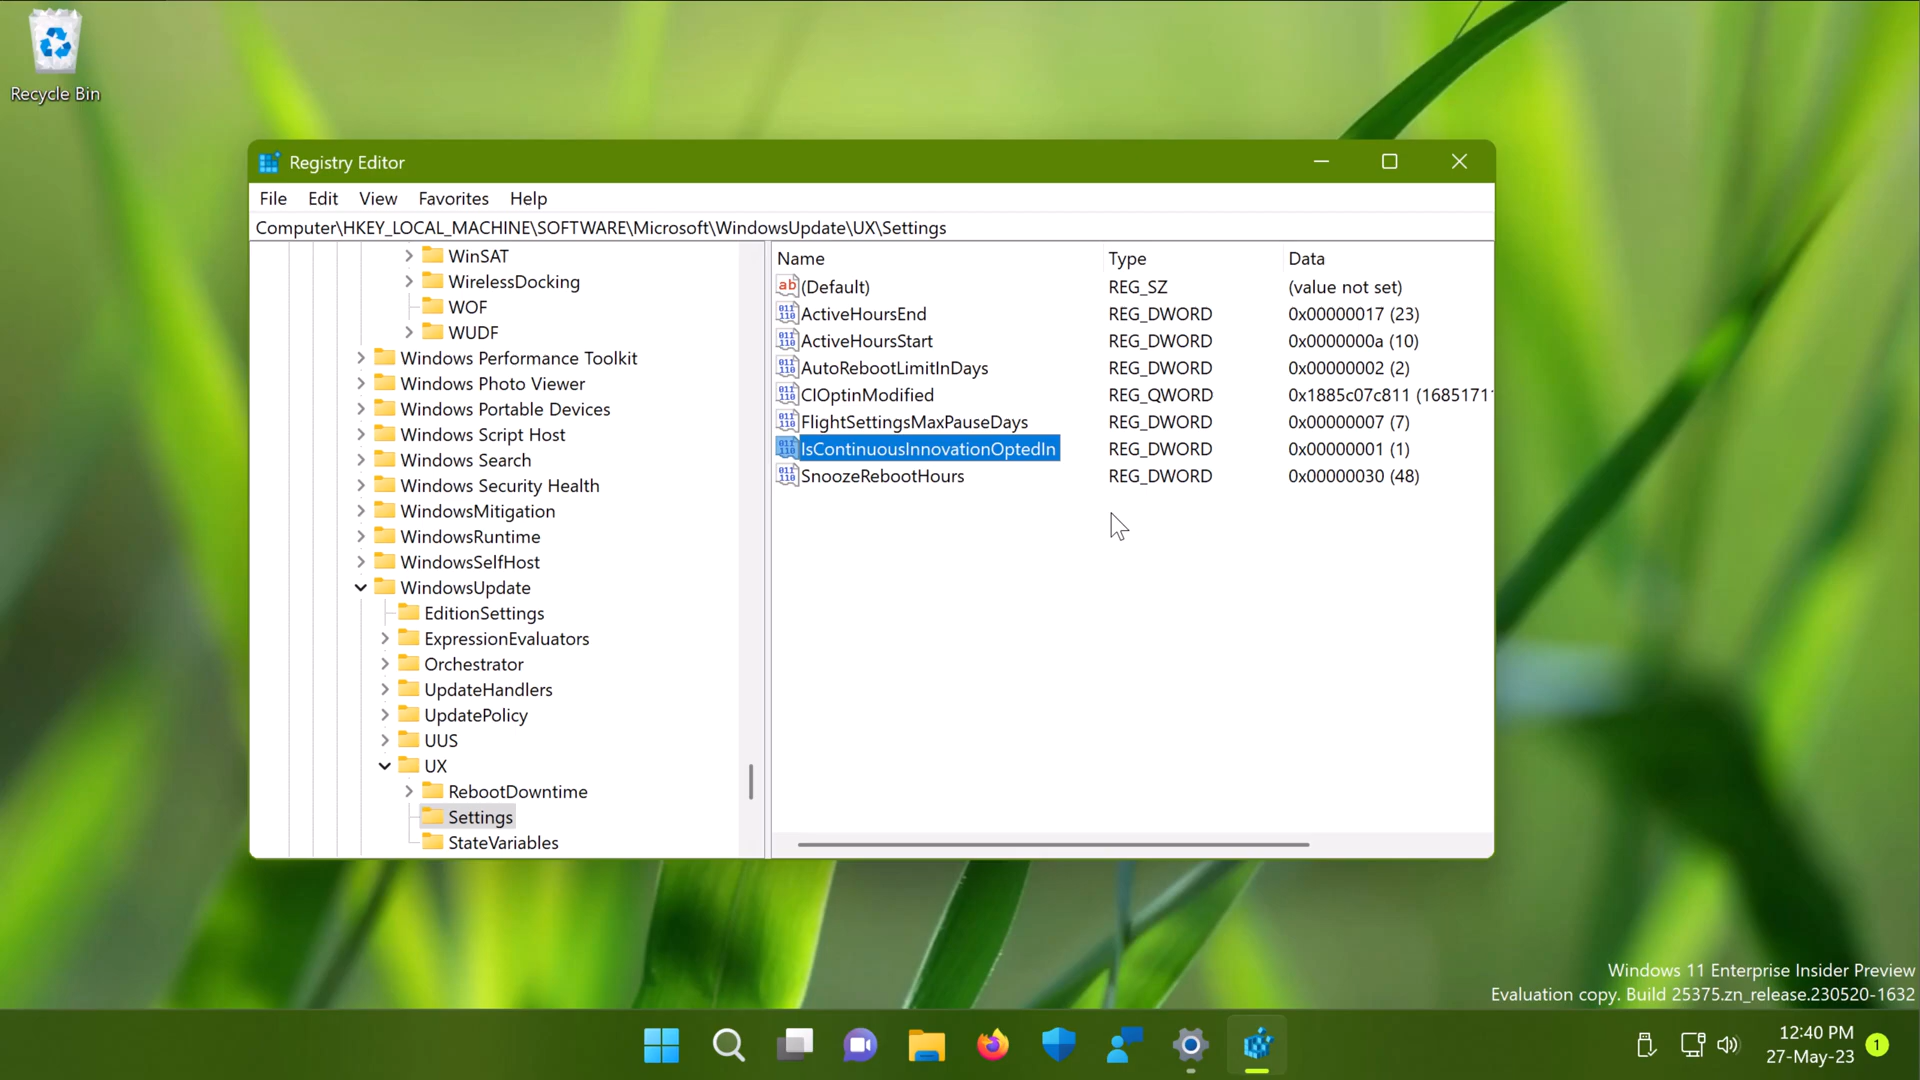 Recycle Bin
Registry Editor
File Edit View Favorites Help
Computer\HKEY_LOCAL_MACHINE\SOFTWARE\Microsoft\WindowsUpdate\UX\Settings
WinSAT
WirelessDocking
WOF
WUDF
Windows Performance Toolkit
Windows Photo Viewer
Windows Portable Devices
Windows Script Host
Windows Search
Windows Security Health
WindowsMitigation
WindowsRuntime
WindowsSelfHost
WindowsUpdate
EditionSettings
ExpressionEvaluators
Orchestrator
UpdateHandlers
UpdatePolicy
UUS
UX
RebootDowntime
Settings
StateVariables
Name Type Data
(Default) REG_SZ (value not set)
ActiveHoursEnd REG_DWORD 0x00000017 (23)
ActiveHoursStart REG_DWORD 0x0000000a (10)
AutoRebootLimitInDays REG_DWORD 0x00000002 (2)
CIOptinModified REG_QWORD 0x1885c07c811 (1685171
FlightSettingsMaxPauseDays REG_DWORD 0x00000007 (7)
IsContinuousInnovationOptedIn REG_DWORD 0x00000001 (1)
SnoozeRebootHours REG_DWORD 0x00000030 (48)
Windows 11 Enterprise Insider Preview
Evaluation copy. Build 25375.zn_release.230520-1632
12:40 PM
27-May-23
1